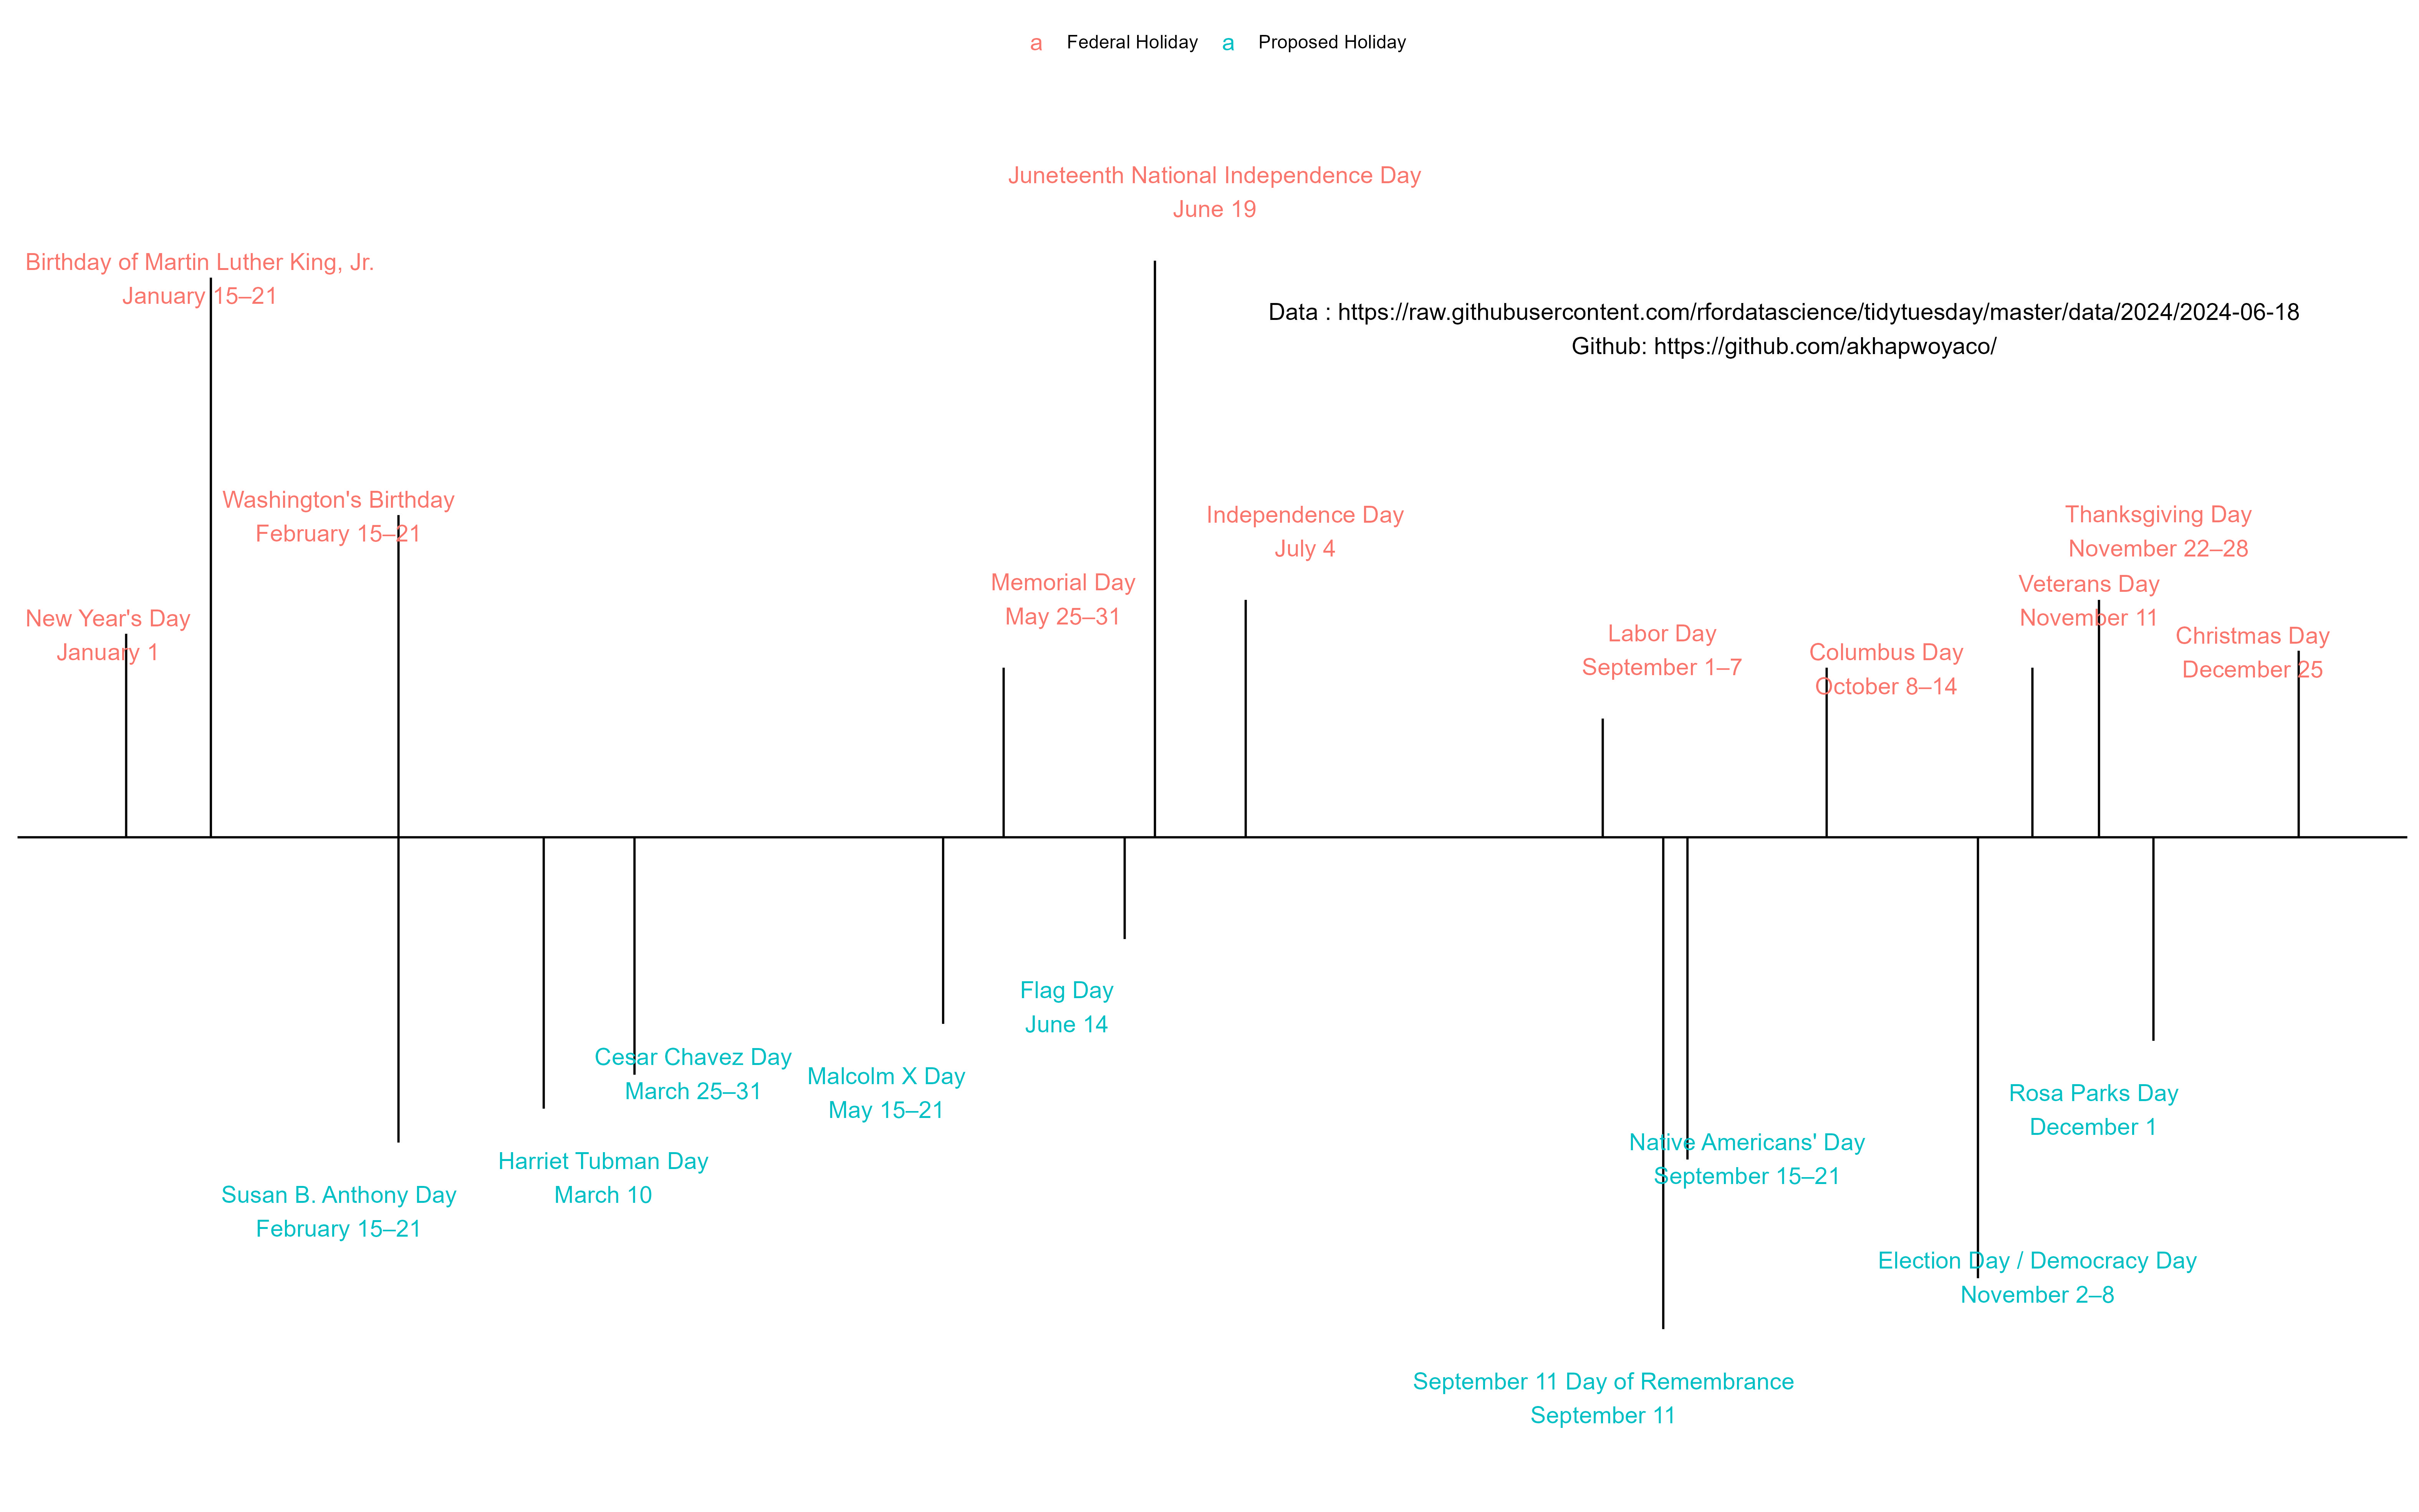 a Federal Holiday a Proposed Holiday
Juneteenth National Independence Day
June 19
Birthday of Martin Luther King, Jr.
January 15–21
Data : https://raw.githubusercontent.com/rfordatascience/tidytuesday/master/data/2024/2024-06-18
Github: https://github.com/akhapwoyaco/
Washington's Birthday
February 15–21
Independence Day
July 4
Thanksgiving Day
November 22–28
Memorial Day
May 25–31
Veterans Day
November 11
New Year's Day
January 1
Labor Day
September 1–7
Columbus Day
October 8–14
Christmas Day
December 25
Flag Day
June 14
Cesar Chavez Day
March 25–31
Malcolm X Day
May 15–21
Rosa Parks Day
December 1
Native Americans' Day
September 15–21
Harriet Tubman Day
March 10
Susan B. Anthony Day
February 15–21
Election Day / Democracy Day
November 2–8
September 11 Day of Remembrance
September 11